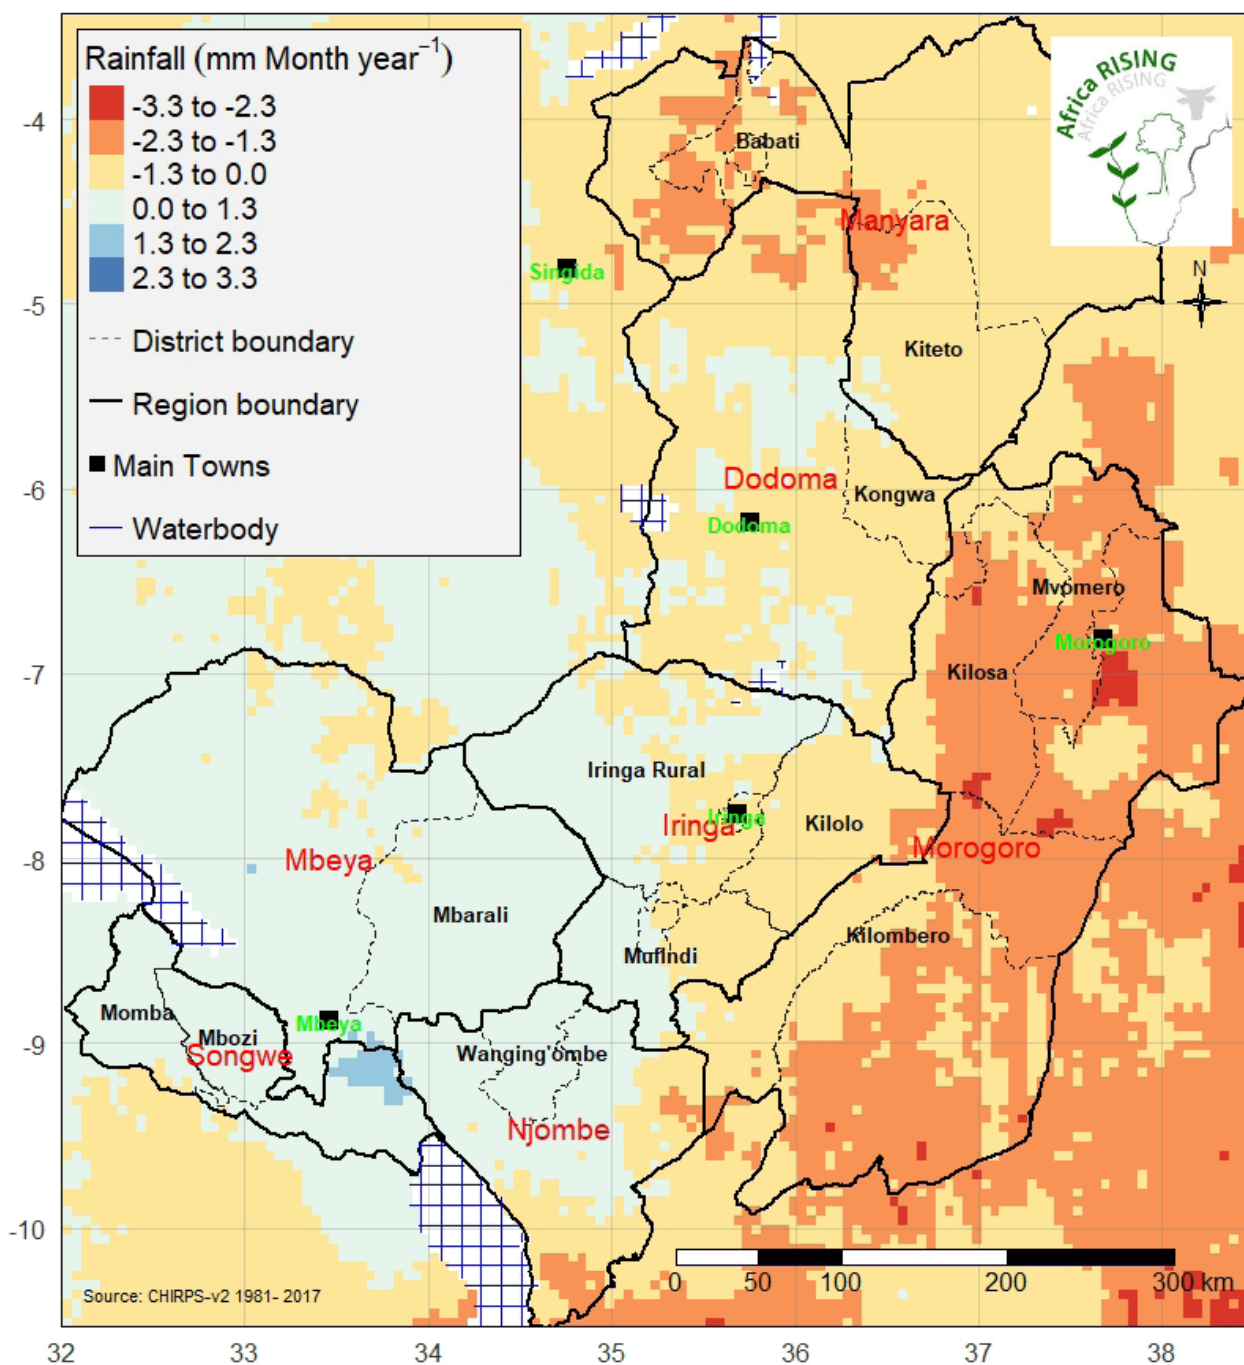 Rainfall (mm Month year⁻¹)
-3.3 to -2.3
-2.3 to -1.3
-1.3 to 0.0
0.0 to 1.3
1.3 to 2.3
2.3 to 3.3
District boundary
Region boundary
Main Towns
Waterbody
Africa RISING
Africa RISING
N
-4
-5
-6
-7
-8
-9
-10
Babati
Manyara
Singida
Kiteto
Dodoma
Kongwa
Dodoma
Mvomero
Morogoro
Kilosa
Iringa Rural
Iringa
Iringa
Kilolo
Morogoro
Mbeya
Mbarali
Kilombero
Mufindi
Momba
Mbeya
Mbozi
Songwe
Wanging'ombe
Njombe
0 50 100 200 300 km
Source: CHIRPS-v2 1981- 2017
32 33 34 35 36 37 38